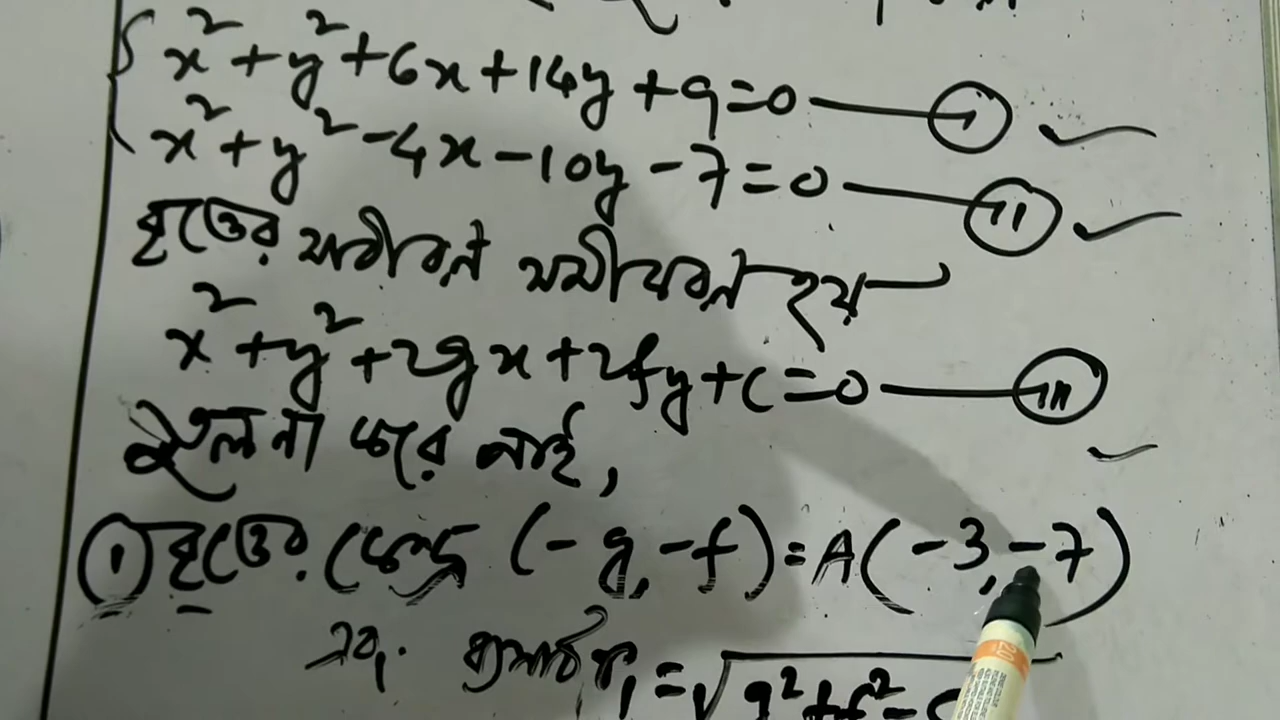 x²+y²+6x+14y+9=0 — (i)
x²+y²-4x-10y-7=0 — (ii)
বৃত্তের সমীকরণ হয়
x²+y²+2gx+2fy+c=0 — (iii)
তুলনা করে পাই,
(i) বৃত্তের কেন্দ্র (-g,-f)=A(-3,-7)
এবং ব্যাসার্ধ r₁=√g²+f²-c